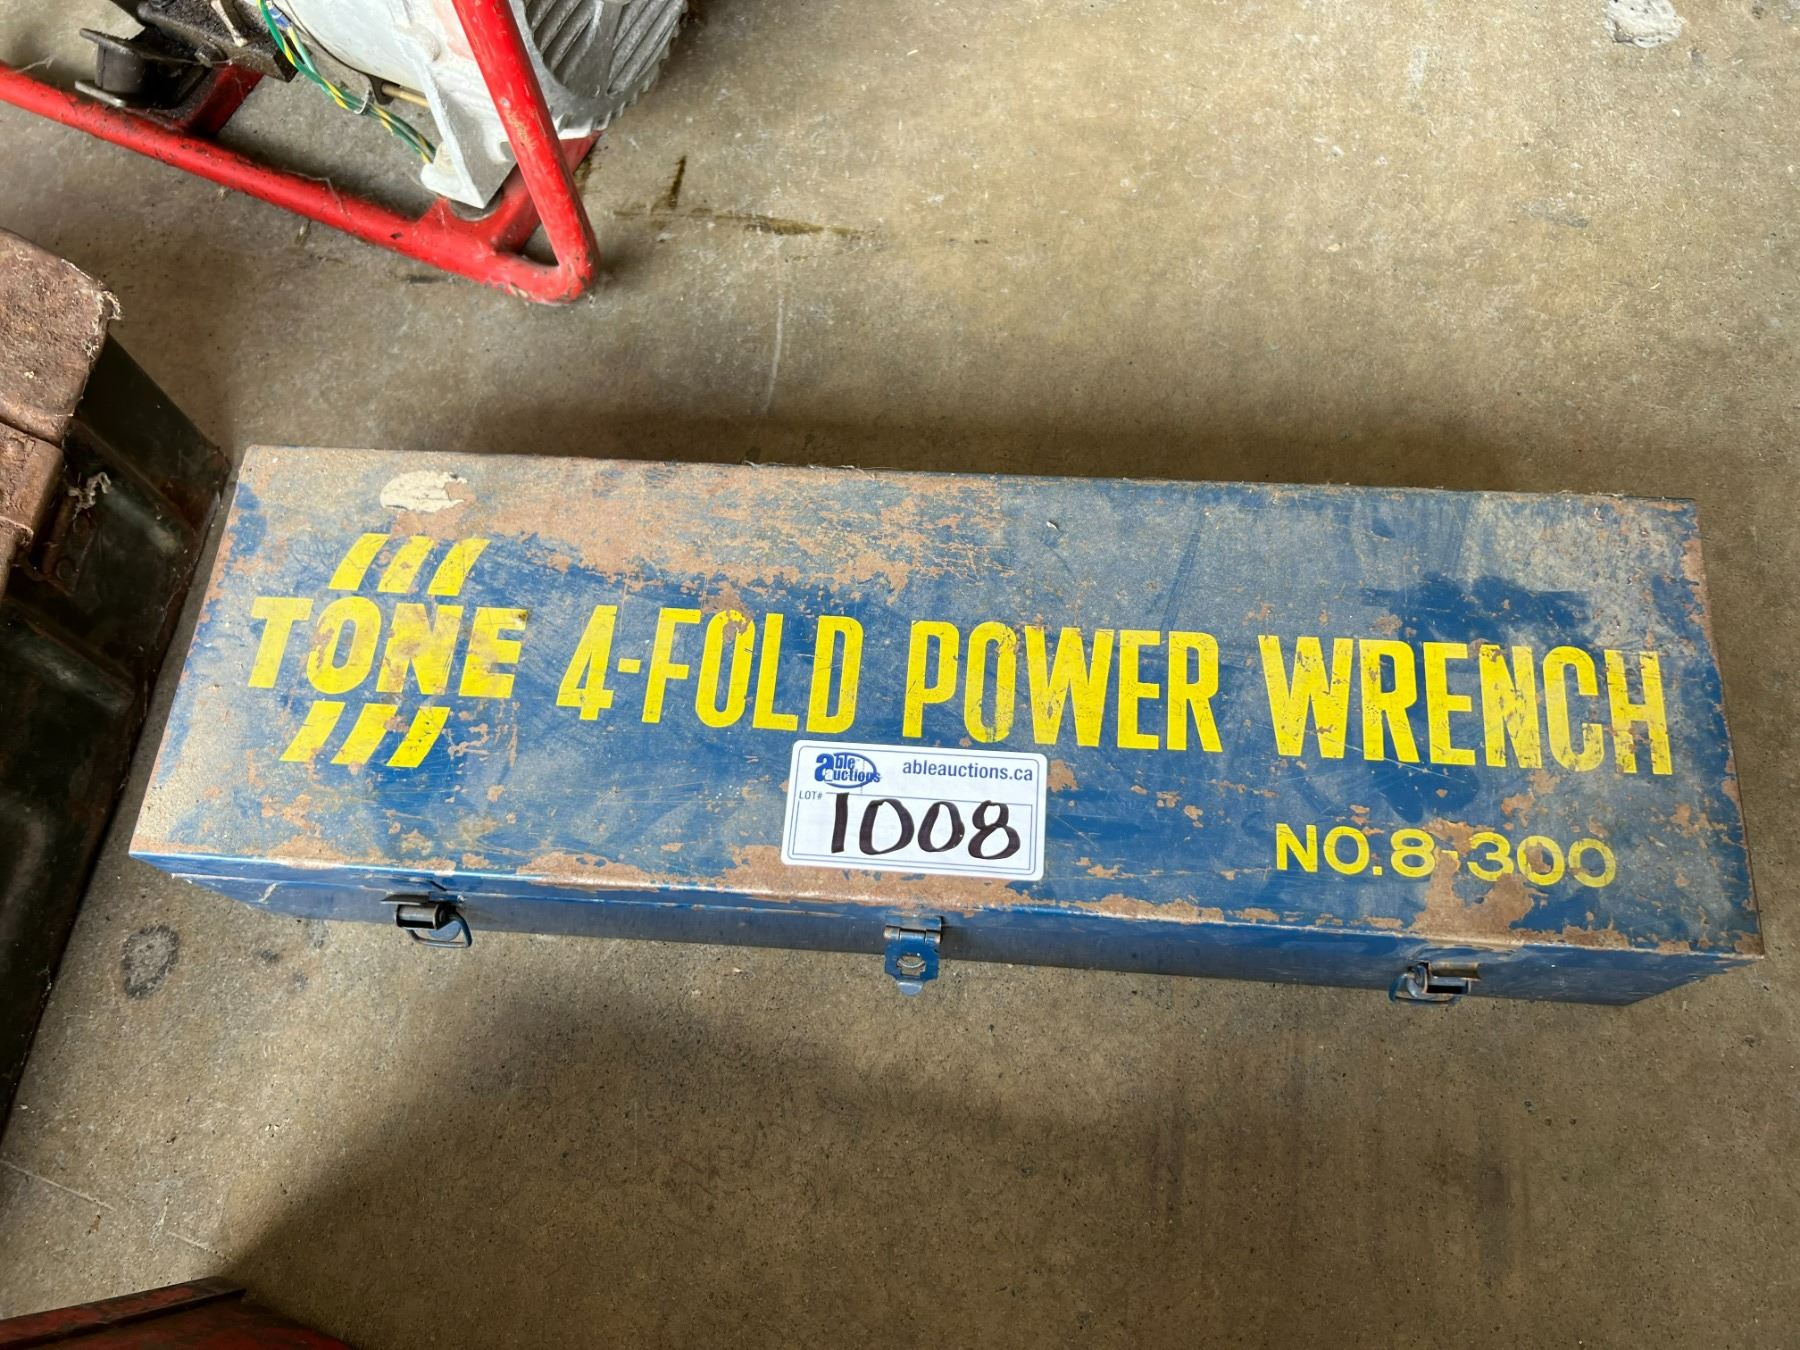 TONE 4-FOLD POWER WRENCH
able auctions ableauctions.ca
LOT# 1008
NO.8-300